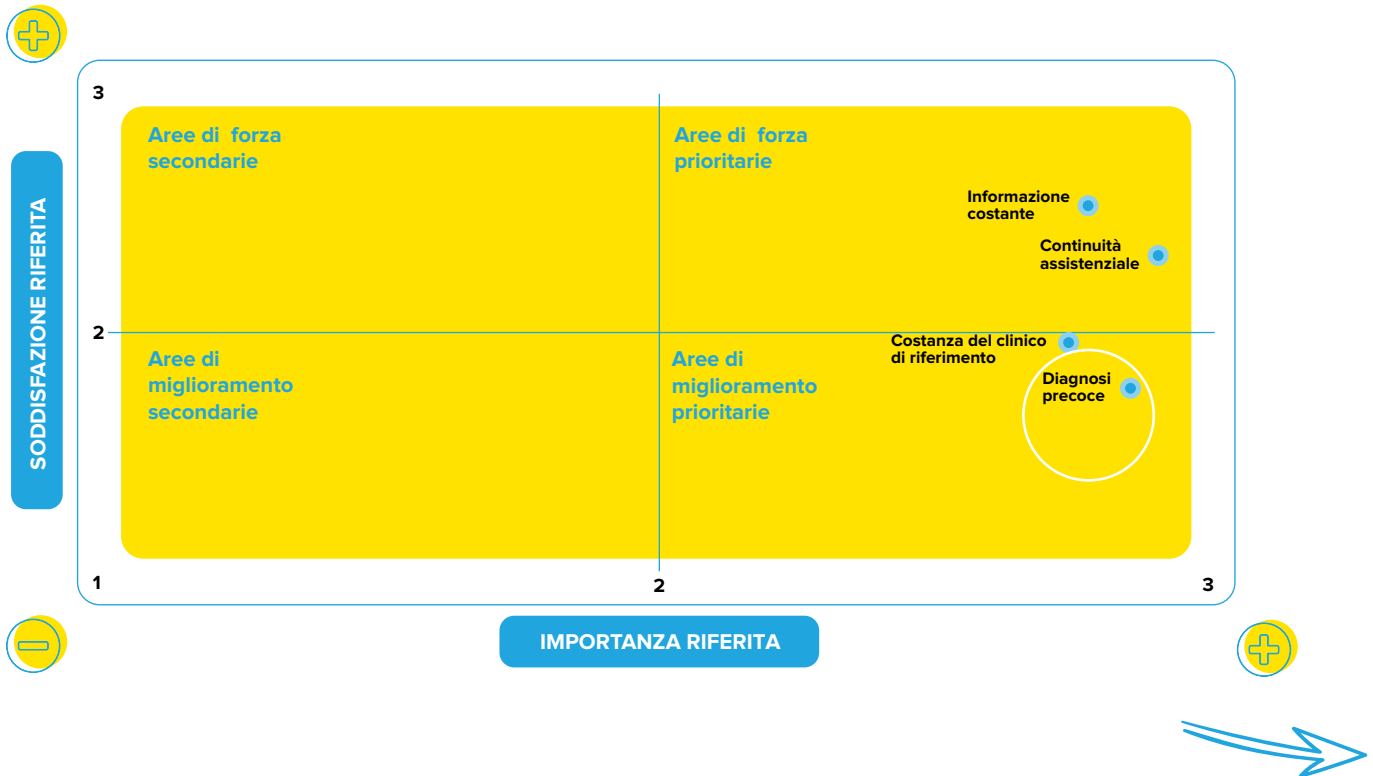 3
Aree di forza
secondarie
Aree di forza
prioritarie
Informazione
costante
Continuità
assistenziale
SODDISFAZIONE RIFERITA
2
Costanza del clinico
di riferimento
Aree di
miglioramento
secondarie
Aree di
miglioramento
prioritarie
Diagnosi
precoce
1
2
3
IMPORTANZA RIFERITA